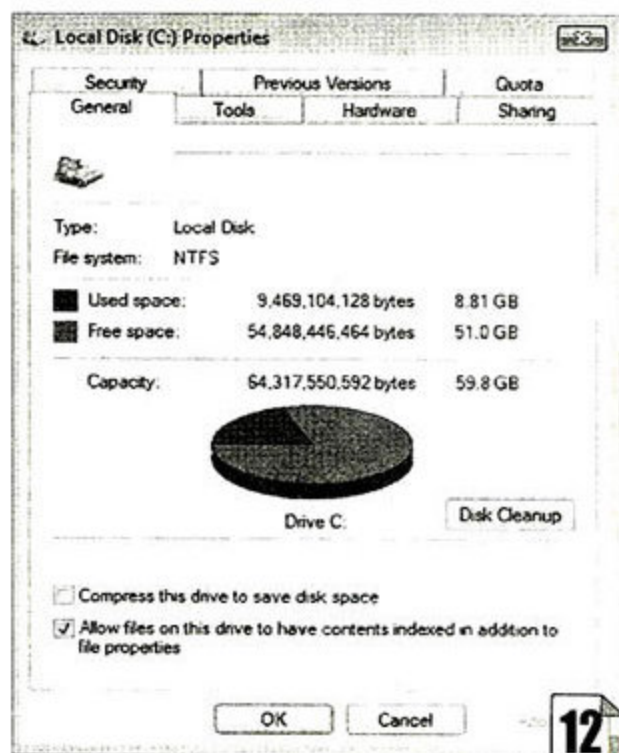 Local Disk (C:) Properties
Security Previous Versions Quota
General Tools Hardware Sharing
Type: Local Disk
File system: NTFS
Used space: 9,469,104,128 bytes 8.81 GB
Free space: 54,848,446,464 bytes 51.0 GB
Capacity: 64,317,550,592 bytes 59.8 GB
Drive C: Disk Cleanup
Compress this drive to save disk space
Allow files on this drive to have contents indexed in addition to
file properties
OK Cancel
12